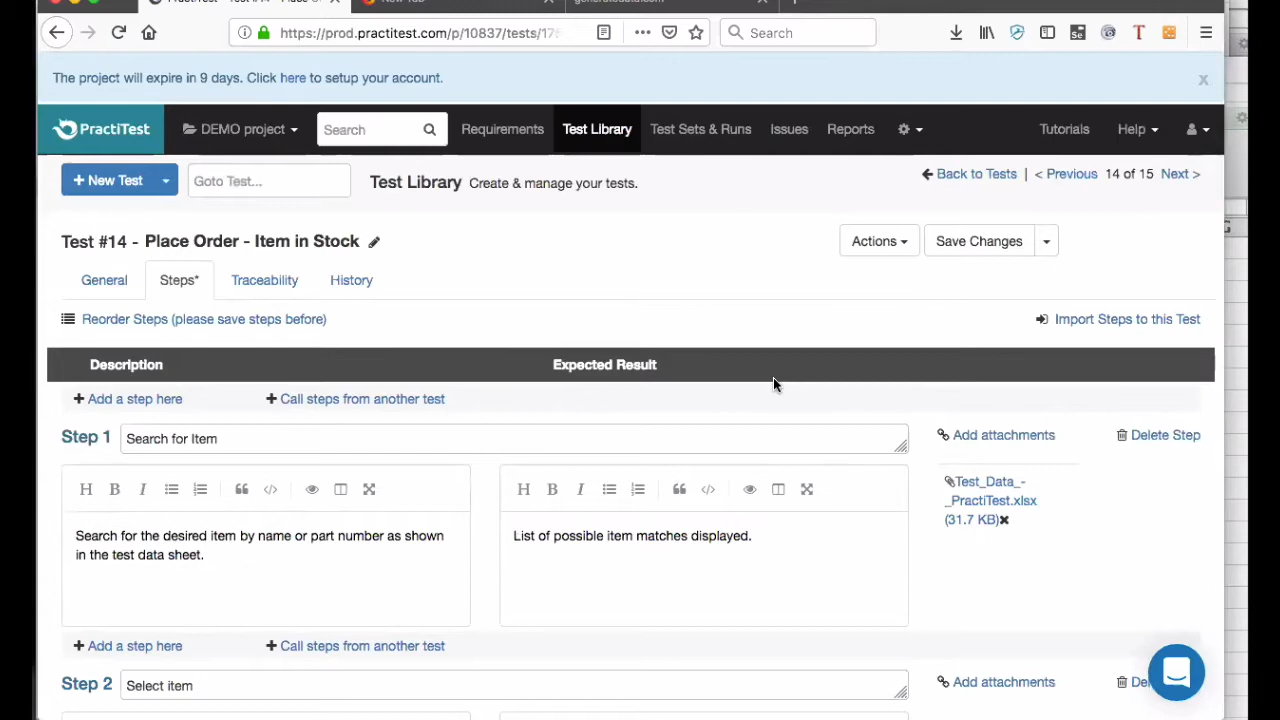 https://prod.practitest.com/p/10837/tests/175
Search
The project will expire in 9 days. Click here to setup your account.
x
PractiTest
DEMO project
Search
Requirements
Test Library
Test Sets & Runs
Issues
Reports
Tutorials
Help
+ New Test
Goto Test...
Test Library Create & manage your tests.
Back to Tests | < Previous 14 of 15 Next >
Test #14 - Place Order - Item in Stock
Actions
Save Changes
General
Steps*
Traceability
History
Reorder Steps (please save steps before)
Import Steps to this Test
Description
Expected Result
+ Add a step here
+ Call steps from another test
Step 1
Search for Item
Add attachments
Delete Step
H B I
H B I
Test_Data_-
_PractiTest.xlsx
(31.7 KB)
Search for the desired item by name or part number as shown
in the test data sheet.
List of possible item matches displayed.
+ Add a step here
+ Call steps from another test
Step 2
Select item
Add attachments